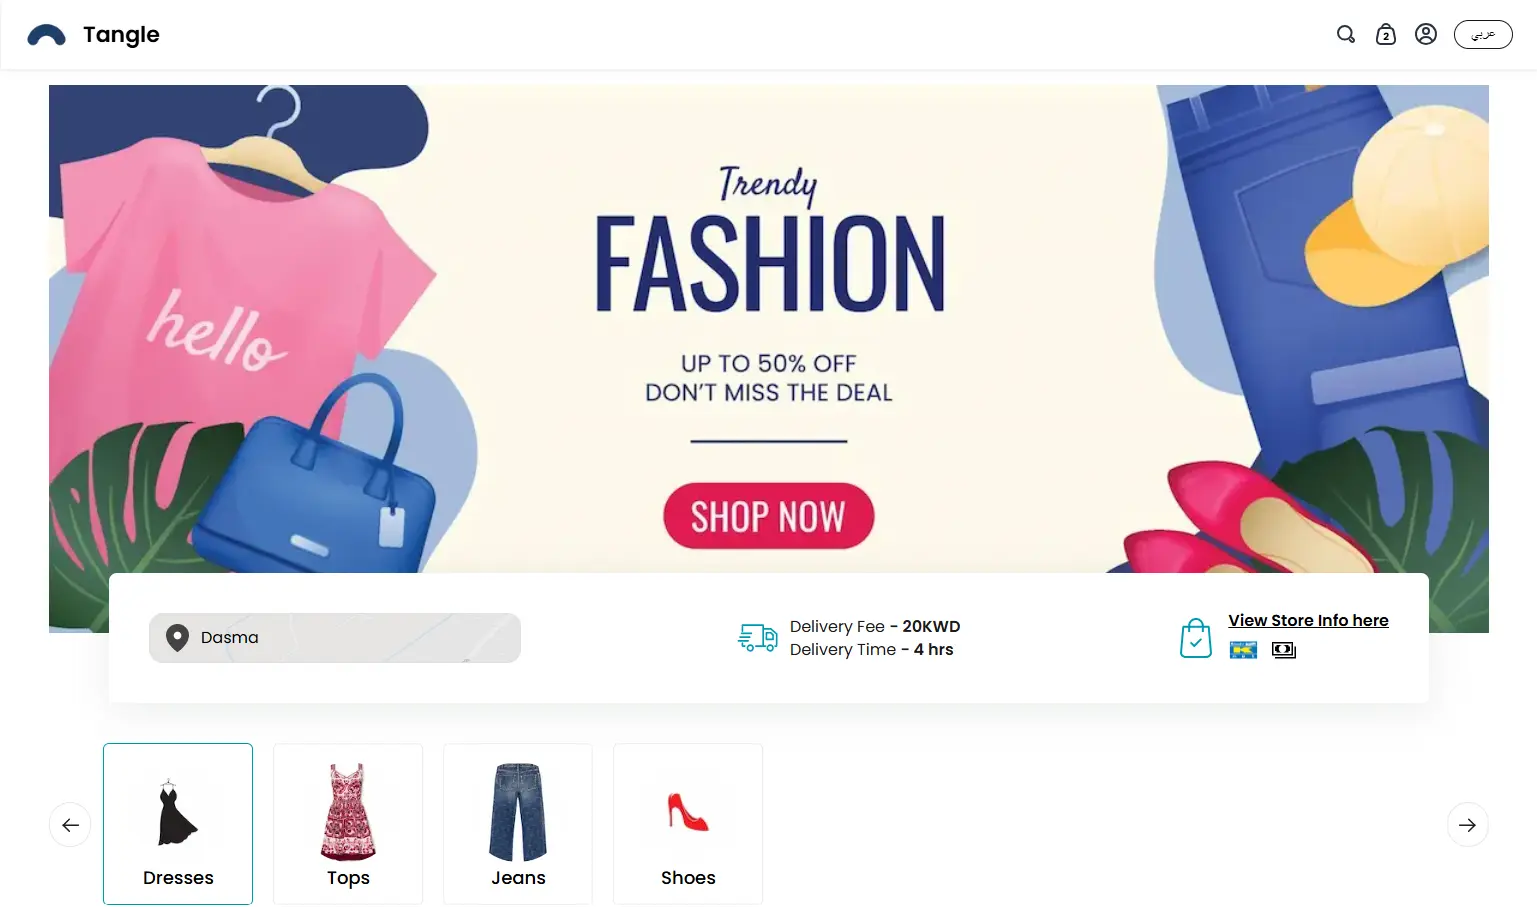 Tangle
2
عربي
Trendy
FASHION
UP TO 50% OFF
DON'T MISS THE DEAL
SHOP NOW
hello
Dasma
Delivery Fee - 20KWD
Delivery Time - 4 hrs
View Store Info here
Dresses
Tops
Jeans
Shoes